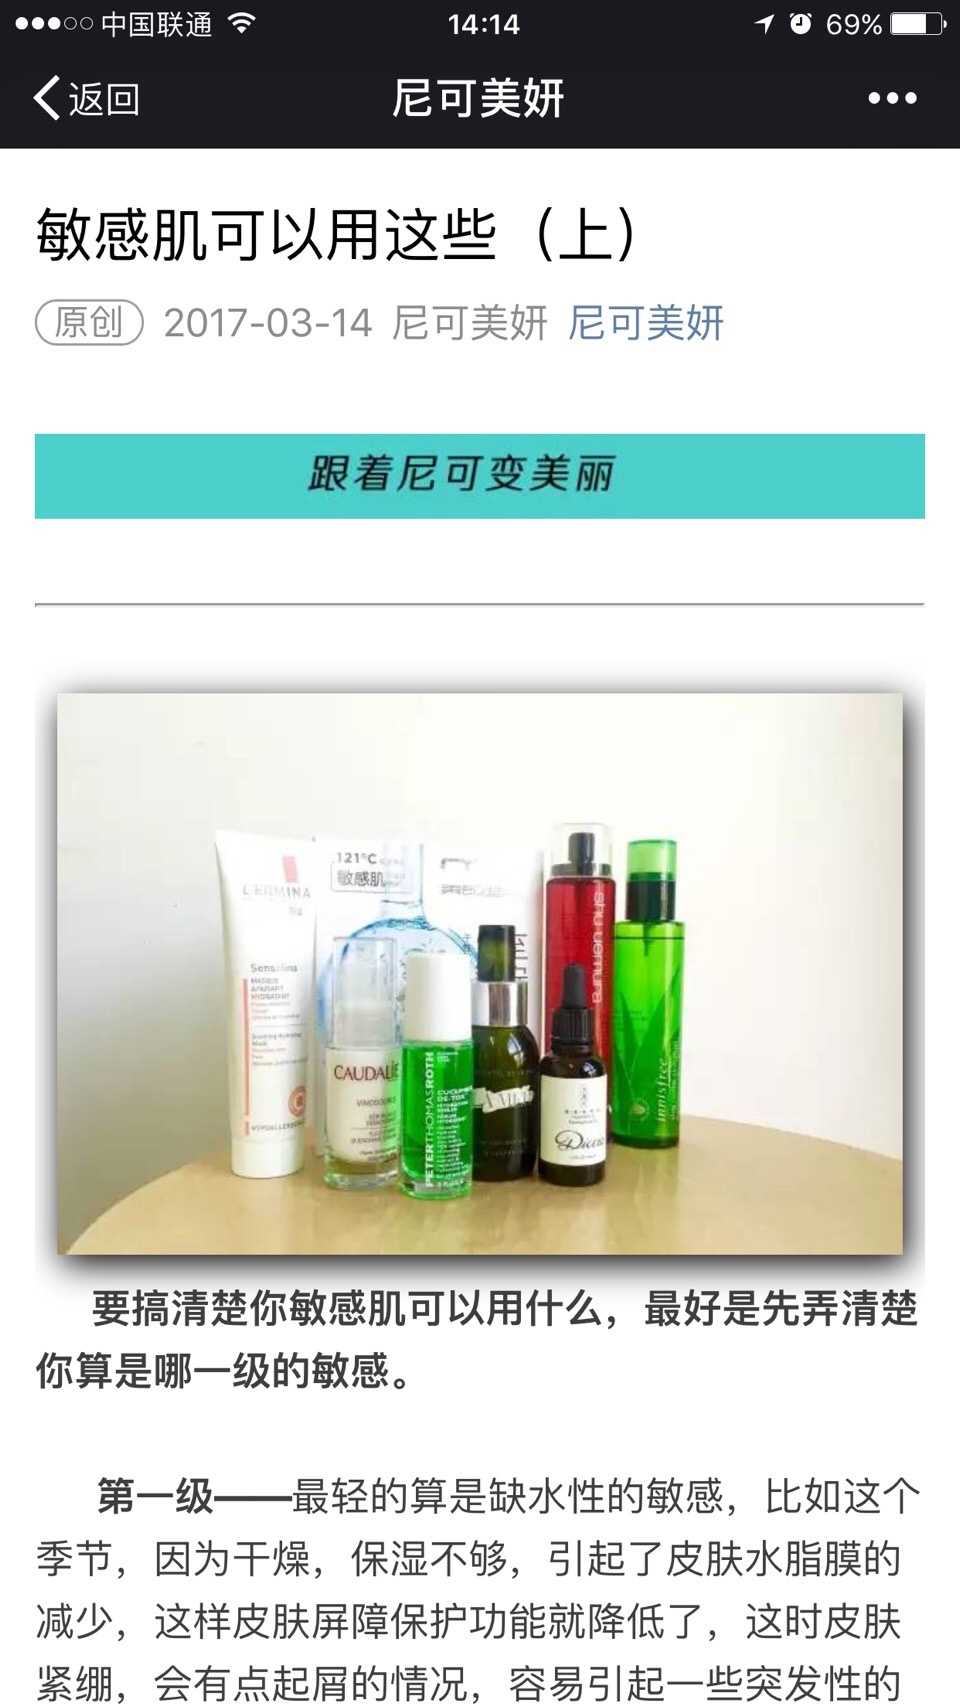 中国联通 14:14 69%
返回 尼可美妍
敏感肌可以用这些（上）
原创 2017-03-14 尼可美妍 尼可美妍
跟着尼可变美丽
121°C
敏感肌
Sensilina
MASQUE
APAISANT
HYDRATANT
CAUDALÍE
PETERTHOMASROTH
shu uemura
innisfree
要搞清楚你敏感肌可以用什么，最好是先弄清楚
你算是哪一级的敏感。
第一级——最轻的算是缺水性的敏感，比如这个
季节，因为干燥，保湿不够，引起了皮肤水脂膜的
减少，这样皮肤屏障保护功能就降低了，这时皮肤
紧绷，会有点起屑的情况，容易引起一些突发性的